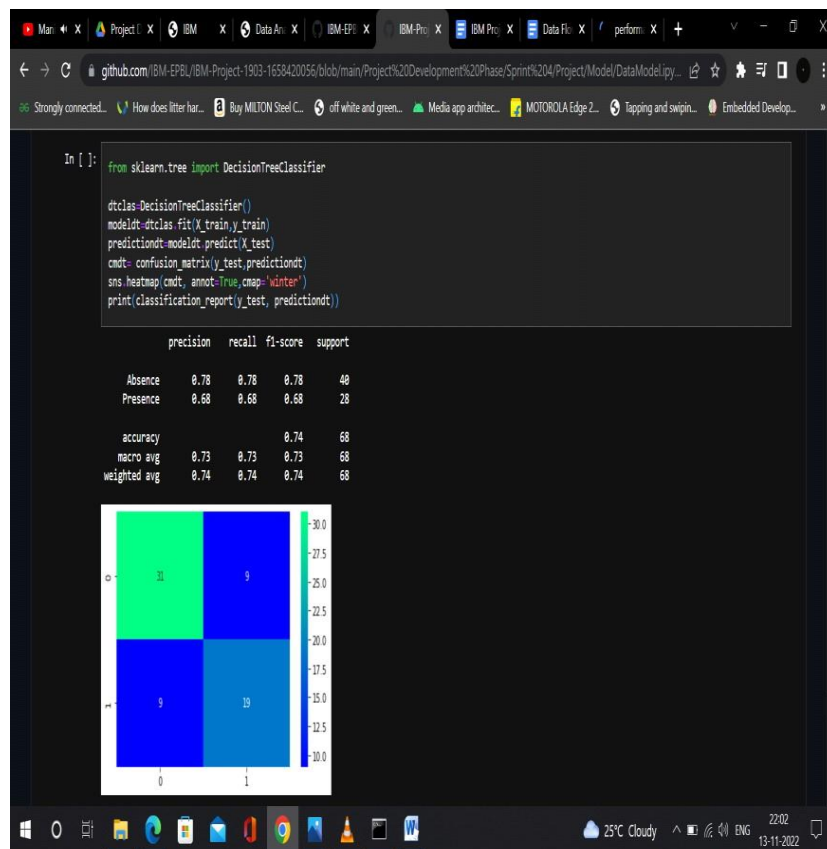 Man
Project D
IBM
Data An
IBM-EPB
IBM-Proj
IBM Proj
Data Flo
perform
github.com/IBM-EPBL/IBM-Project-1903-1658420056/blob/main/Project%20Development%20Phase/Sprint%204/Project/Model/DataModel.ipy...
Strongly connected... How does litter har... Buy MILTON Steel C... off white and green... Media app architec... MOTOROLA Edge 2... Tapping and swipin... Embedded Develop... »
In [ ]:
from sklearn.tree import DecisionTreeClassifier
dtclas=DecisionTreeClassifier()
modeldt=dtclas.fit(X_train,y_train)
predictiondt=modeldt.predict(X_test)
cmdt= confusion_matrix(y_test,predictiondt)
sns.heatmap(cmdt, annot=True,cmap='winter')
print(classification_report(y_test, predictiondt))
precision recall f1-score support
Absence 0.78 0.78 0.78 40
Presence 0.68 0.68 0.68 28
accuracy 0.74 68
macro avg 0.73 0.73 0.73 68
weighted avg 0.74 0.74 0.74 68
30.0
27.5
25.0
22.5
20.0
17.5
15.0
12.5
10.0
0 31 9
1 9 19
0 1
25°C Cloudy ENG 22:02
13-11-2022